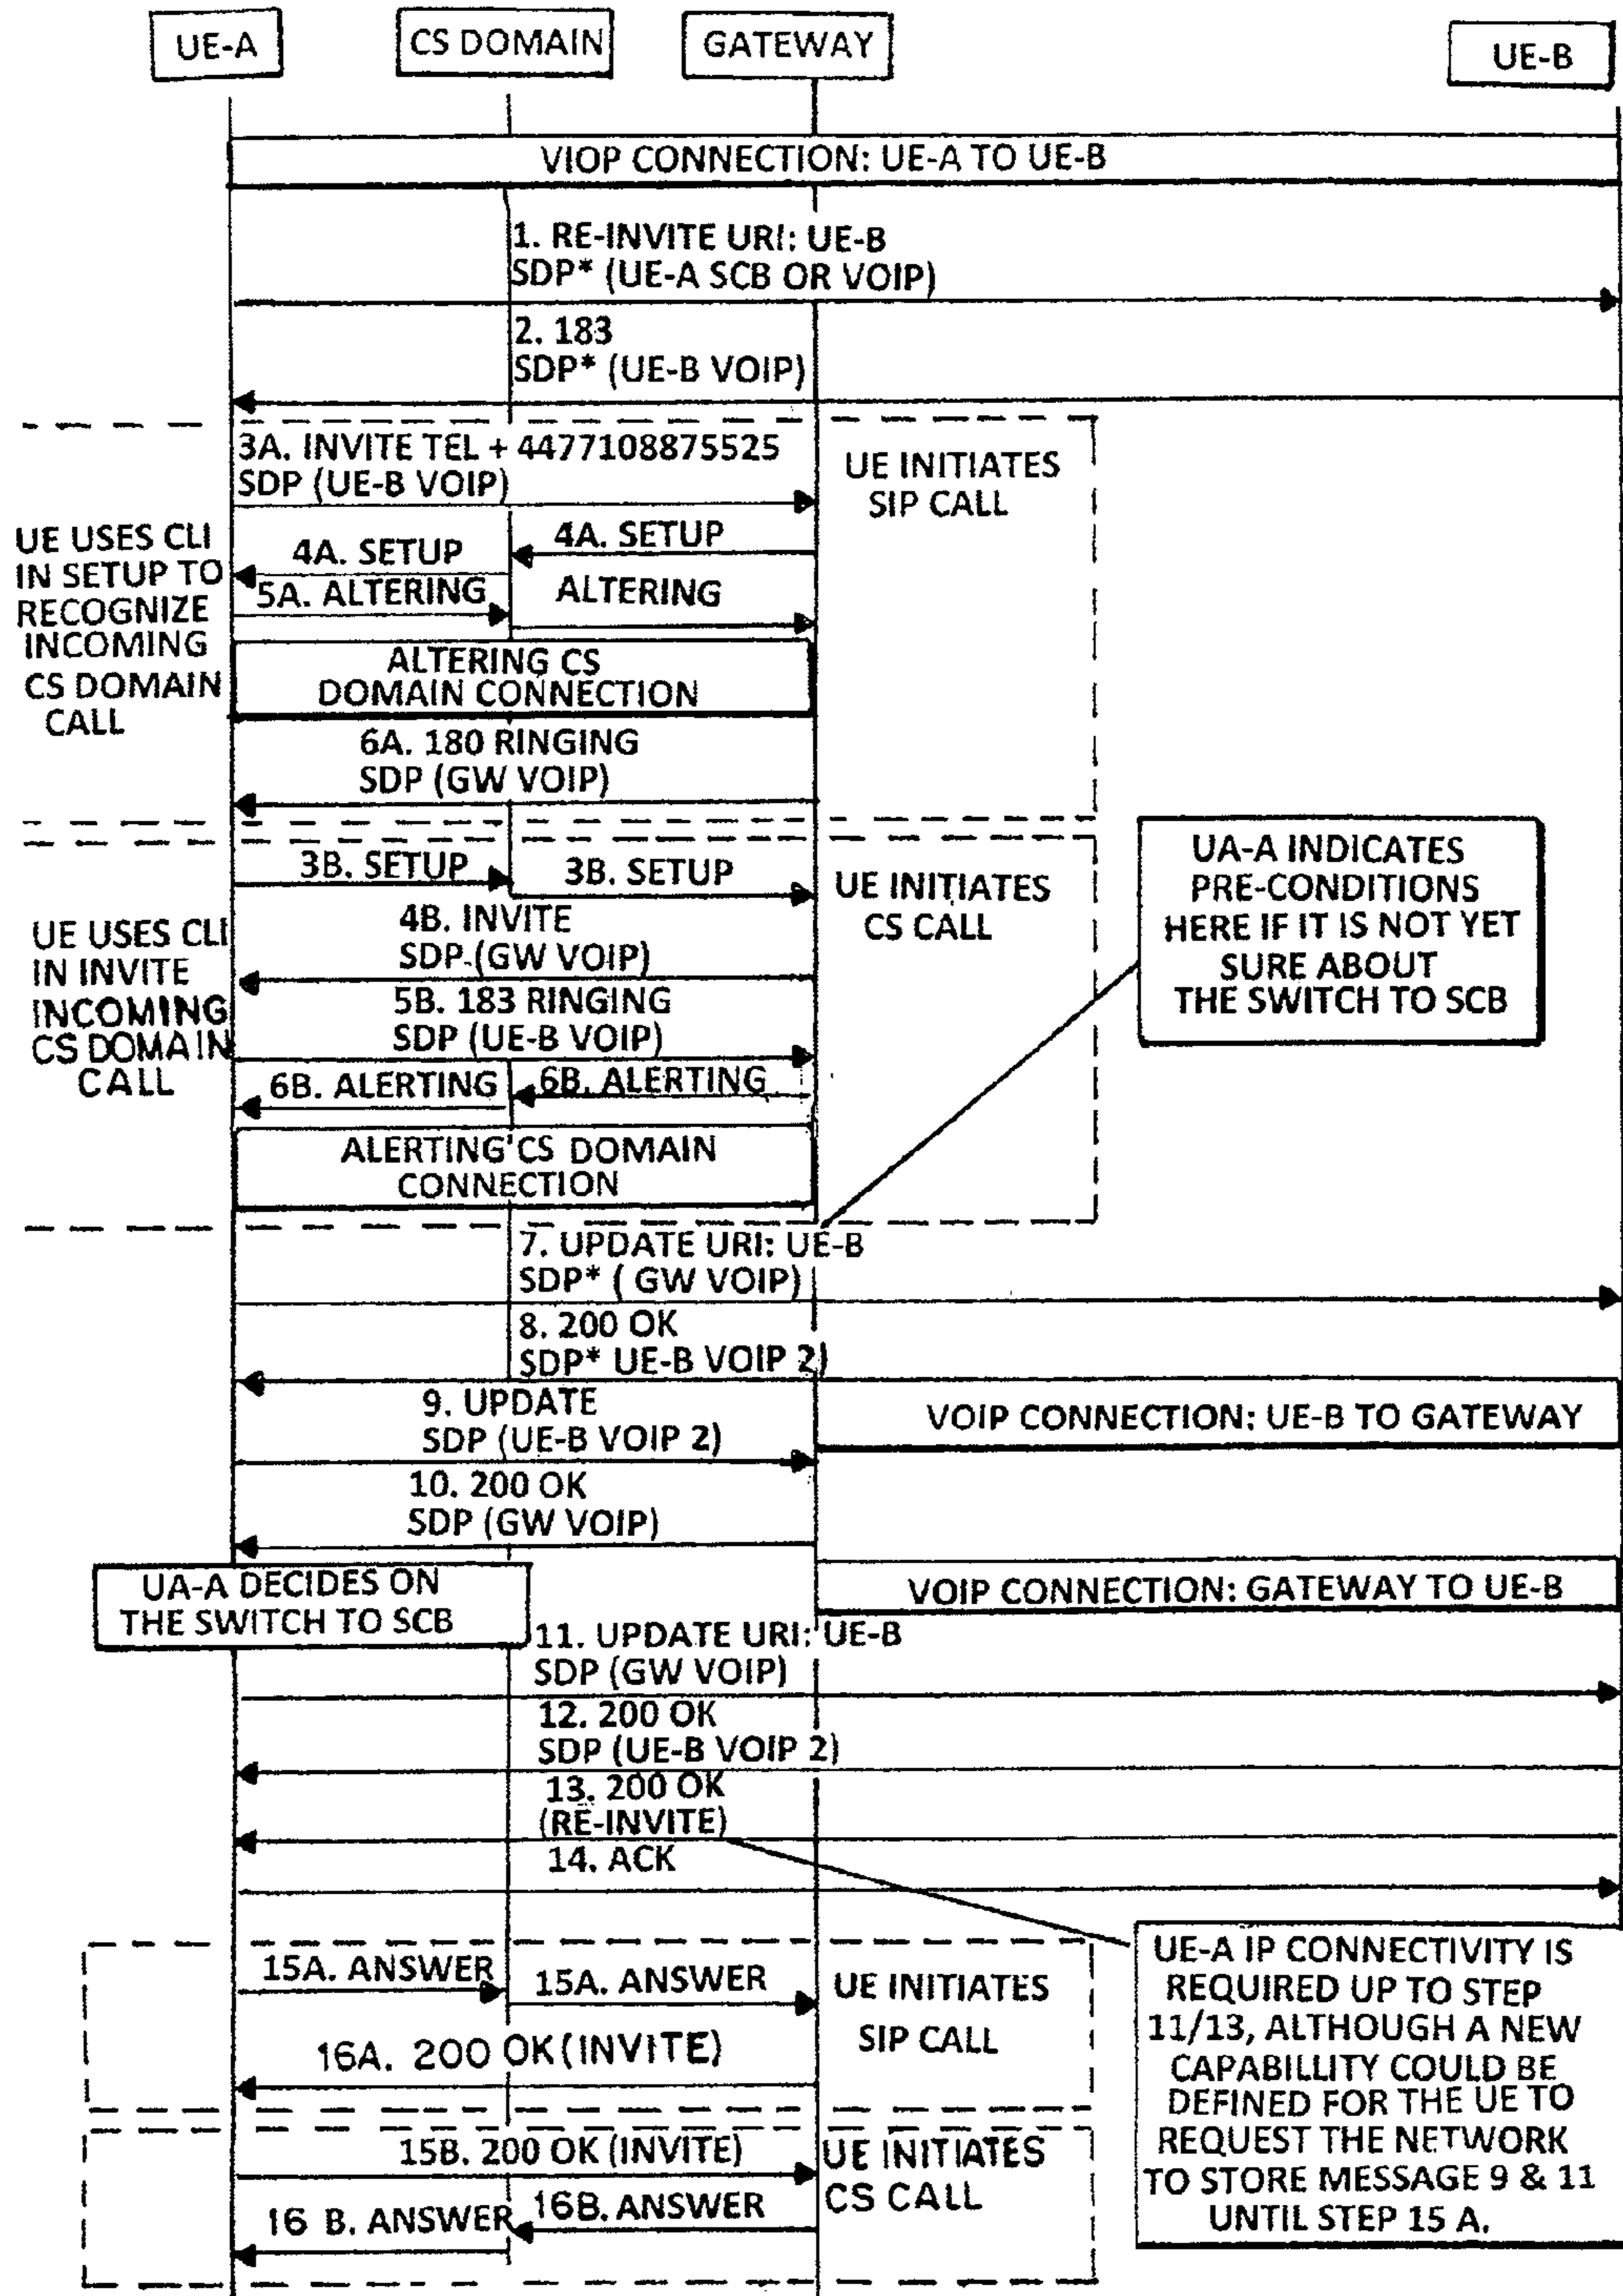 UE-A
CS DOMAIN
GATEWAY
UE-B
VIOP CONNECTION: UE-A TO UE-B
1. RE-INVITE URI: UE-B
SDP* (UE-A SCB OR VOIP)
2. 183
SDP* (UE-B VOIP)
3A. INVITE TEL + 4477108875525
SDP (UE-B VOIP)
UE INITIATES
SIP CALL
UE USES CLI
IN SETUP TO
RECOGNIZE
INCOMING
CS DOMAIN
CALL
4A. SETUP
4A. SETUP
5A. ALTERING
ALTERING
ALTERING CS
DOMAIN CONNECTION
6A. 180 RINGING
SDP (GW VOIP)
3B. SETUP
3B. SETUP
UE INITIATES
CS CALL
UA-A INDICATES
PRE-CONDITIONS
HERE IF IT IS NOT YET
SURE ABOUT
THE SWITCH TO SCB
UE USES CLI
IN INVITE
INCOMING
CS DOMAIN
CALL
4B. INVITE
SDP (GW VOIP)
5B. 183 RINGING
SDP (UE-B VOIP)
6B. ALERTING
6B. ALERTING
ALERTING CS DOMAIN
CONNECTION
7. UPDATE URI: UE-B
SDP* ( GW VOIP)
8. 200 OK
SDP* UE-B VOIP 2)
9. UPDATE
SDP (UE-B VOIP 2)
VOIP CONNECTION: UE-B TO GATEWAY
10. 200 OK
SDP (GW VOIP)
UA-A DECIDES ON
THE SWITCH TO SCB
VOIP CONNECTION: GATEWAY TO UE-B
11. UPDATE URI: UE-B
SDP (GW VOIP)
12. 200 OK
SDP (UE-B VOIP 2)
13. 200 OK
(RE-INVITE)
14. ACK
15A. ANSWER
15A. ANSWER
UE INITIATES
SIP CALL
16A. 200 OK (INVITE)
UE-A IP CONNECTIVITY IS
REQUIRED UP TO STEP
11/13, ALTHOUGH A NEW
CAPABILLITY COULD BE
DEFINED FOR THE UE TO
REQUEST THE NETWORK
TO STORE MESSAGE 9 & 11
UNTIL STEP 15 A.
15B. 200 OK (INVITE)
UE INITIATES
CS CALL
16B. ANSWER
16 B. ANSWER